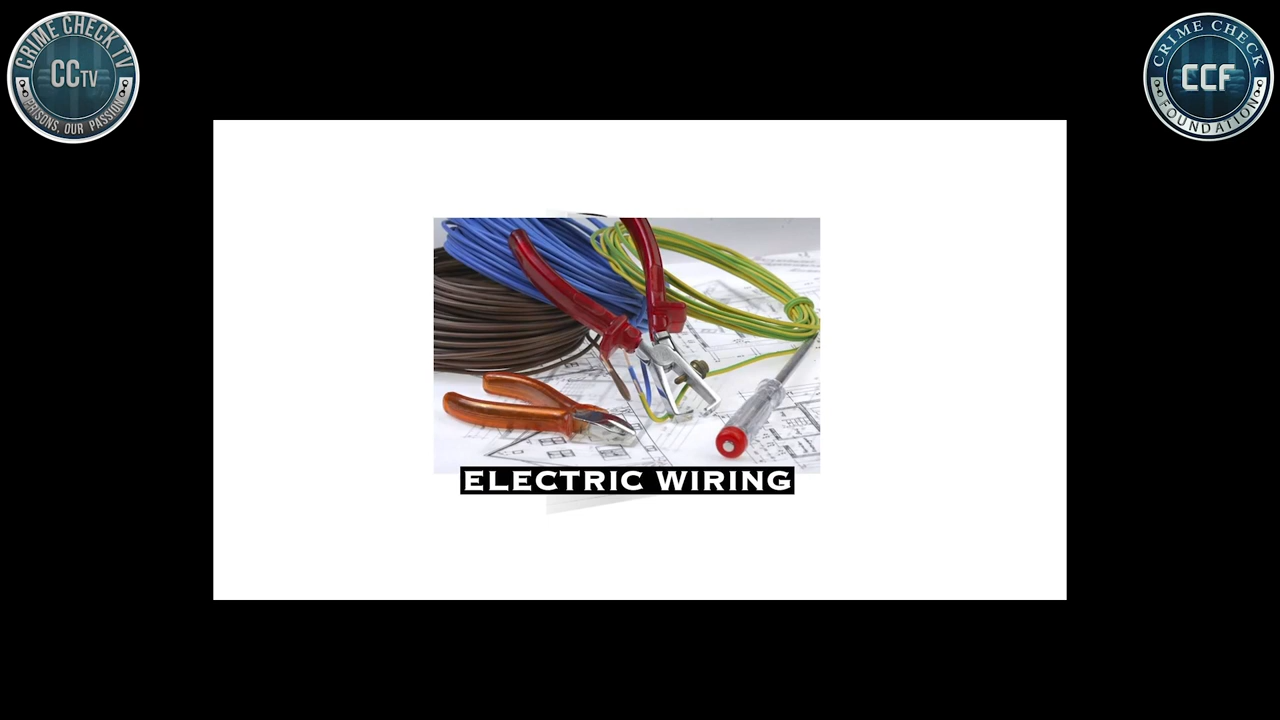 CRIME CHECK TV
CCTV
PRISONS, OUR PASSION
CRIME CHECK
CCF
FOUNDATION
ELECTRIC WIRING